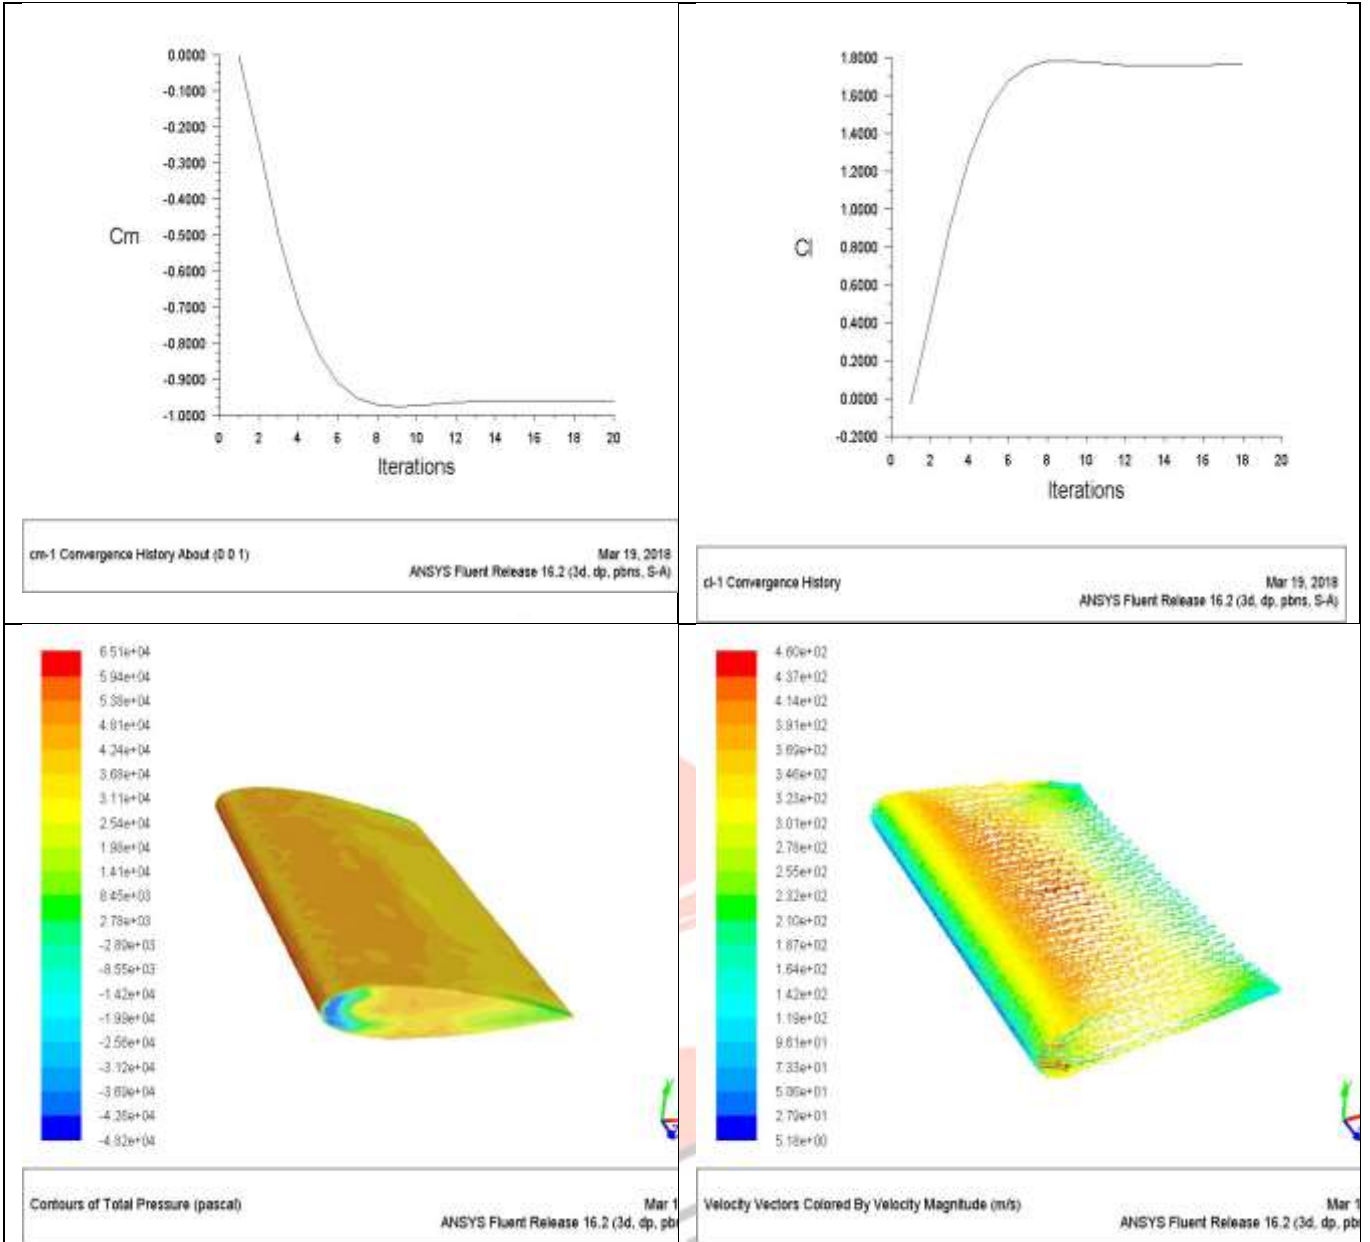 0.0000
-0.1000
-0.2000
-0.3000
-0.4000
Cm
-0.5000
-0.6000
-0.7000
-0.8000
-0.9000
-1.0000
0 2 4 6 8 10 12 14 16 18 20
Iterations
cm-1 Convergence History About (0 0 1)
Mar 19, 2018
ANSYS Fluent Release 16.2 (3d, dp, pbns, S-A)
1.8000
1.6000
1.4000
1.2000
1.0000
Cl
0.8000
0.6000
0.4000
0.2000
0.0000
-0.2000
0 2 4 6 8 10 12 14 16 18 20
Iterations
cl-1 Convergence History
Mar 19, 2018
ANSYS Fluent Release 16.2 (3d, dp, pbns, S-A)
6.51e+04
5.94e+04
5.38e+04
4.81e+04
4.24e+04
3.68e+04
3.11e+04
2.54e+04
1.98e+04
1.41e+04
8.45e+03
2.78e+03
-2.89e+03
-8.55e+03
-1.42e+04
-1.99e+04
-2.56e+04
-3.12e+04
-3.69e+04
-4.26e+04
-4.82e+04
Contours of Total Pressure (pascal)
Mar 1
ANSYS Fluent Release 16.2 (3d, dp, pb
4.60e+02
4.37e+02
4.14e+02
3.91e+02
3.69e+02
3.46e+02
3.23e+02
3.01e+02
2.78e+02
2.55e+02
2.32e+02
2.10e+02
1.87e+02
1.64e+02
1.42e+02
1.19e+02
9.61e+01
7.33e+01
5.06e+01
2.79e+01
5.18e+00
Velocity Vectors Colored By Velocity Magnitude (m/s)
Mar 1
ANSYS Fluent Release 16.2 (3d, dp, pb